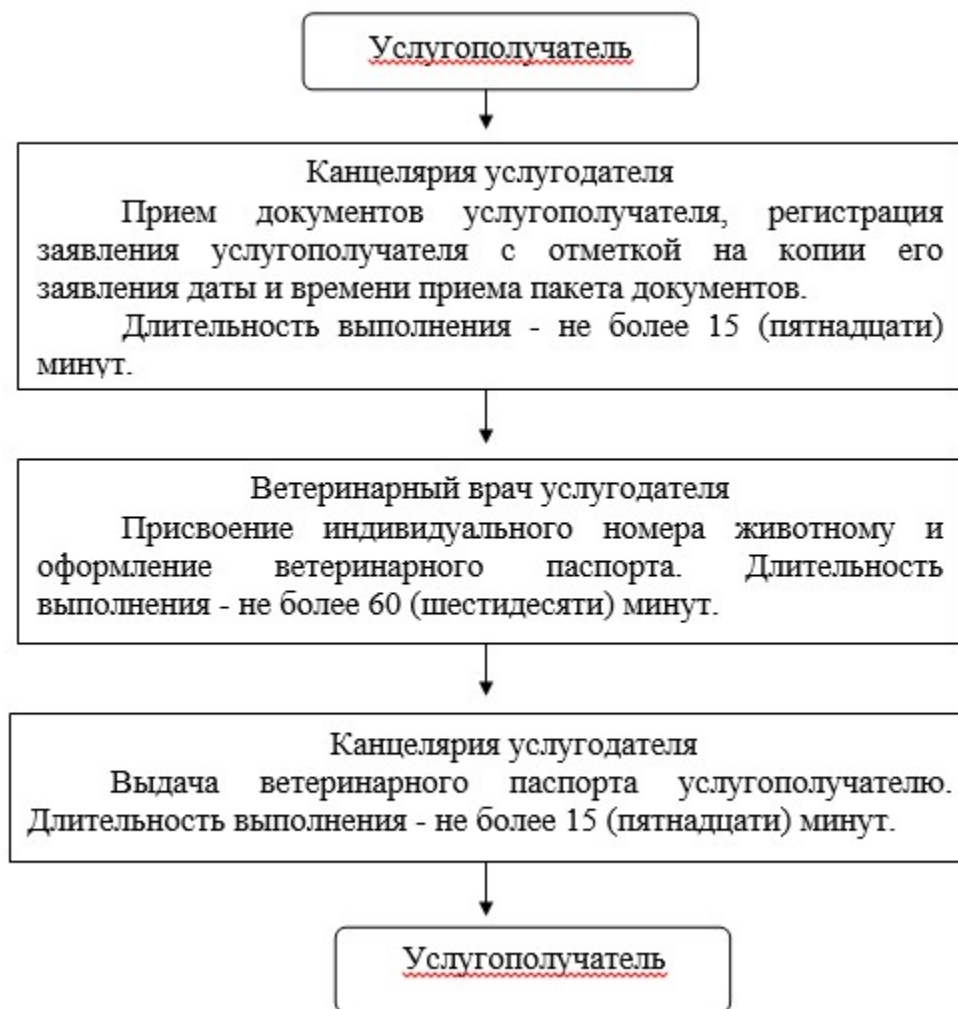 Услугополучатель
Канцелярия услугодателя
Прием документов услугополучателя, регистрация
заявления услугополучателя с отметкой на копии его
заявления даты и времени приема пакета документов.
Длительность выполнения - не более 15 (пятнадцати)
минут.
Ветеринарный врач услугодателя
Присвоение индивидуального номера животному и
оформление ветеринарного паспорта. Длительность
выполнения - не более 60 (шестидесяти) минут.
Канцелярия услугодателя
Выдача ветеринарного паспорта услугополучателю.
Длительность выполнения - не более 15 (пятнадцати) минут.
Услугополучатель